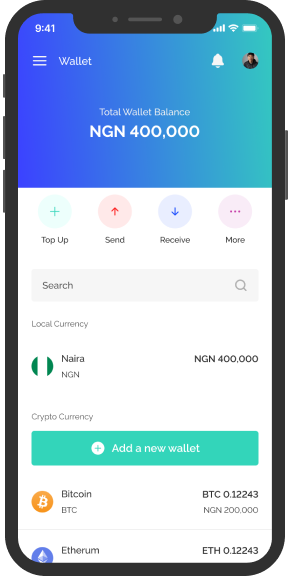 9:41
Wallet
Total Wallet Balance
NGN 400,000
Top Up Send Receive More
Search
Local Currency
Naira NGN 400,000
NGN
Crypto Currency
Add a new wallet
Bitcoin BTC 0.12243
BTC NGN 200,000
Etherum ETH 0.12243